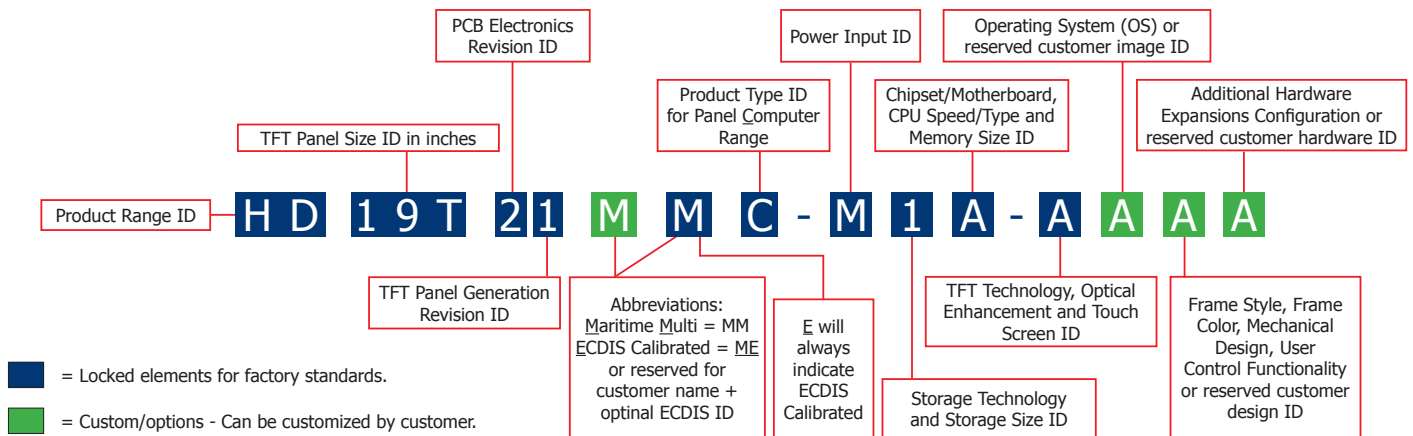 PCB Electronics
Revision ID
Power Input ID
Operating System (OS) or
reserved customer image ID
Product Type ID
for Panel Computer
Range
Chipset/Motherboard,
CPU Speed/Type and
Memory Size ID
Additional Hardware
Expansions Configuration or
reserved customer hardware ID
TFT Panel Size ID in inches
Product Range ID
H D 1 9 T 2 1 M M C - M 1 A - A A A A
TFT Panel Generation
Revision ID
Abbreviations:
Maritime Multi = MM
ECDIS Calibrated = ME
or reserved for
customer name +
optinal ECDIS ID
E will
always
indicate
ECDIS
Calibrated
TFT Technology, Optical
Enhancement and Touch
Screen ID
Storage Technology
and Storage Size ID
Frame Style, Frame
Color, Mechanical
Design, User
Control Functionality
or reserved customer
design ID
= Locked elements for factory standards.
= Custom/options - Can be customized by customer.